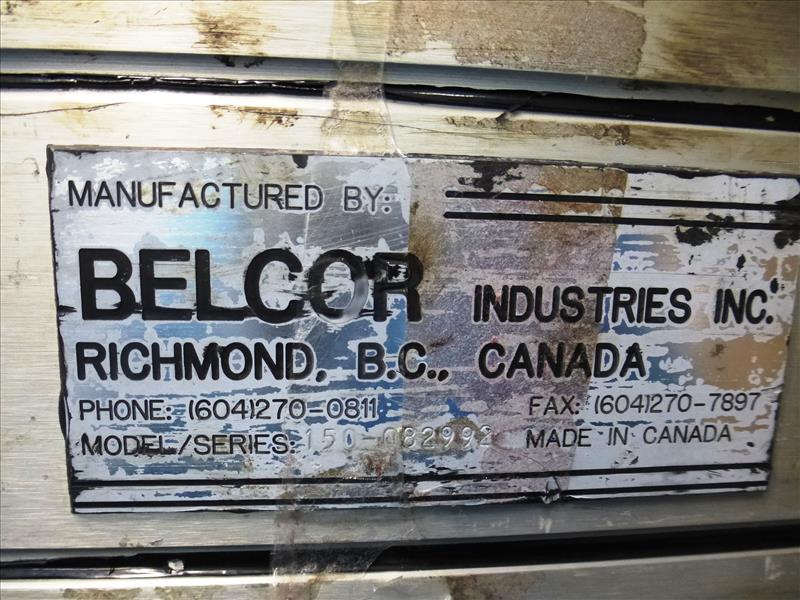 MANUFACTURED BY:
BELCOR INDUSTRIES INC.
RICHMOND, B.C., CANADA
PHONE: (604)270-0811 FAX: (604)270-7897
MODEL/SERIES: 150-082992 MADE IN CANADA